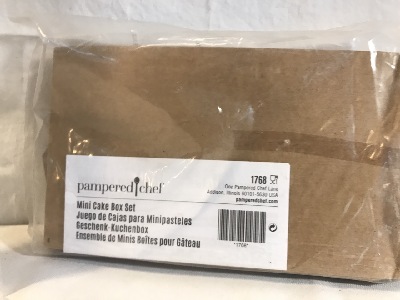 pampered chef
1768
One Pampered Chef Lane
Addison, Illinois 60101-5630 USA
pamperedchef.com
Mini Cake Box Set
Juego de Cajas para Minipasteles
Geschenk-Kuchenbox
Ensemble de Minis Boîtes pour Gâteau
*1768*